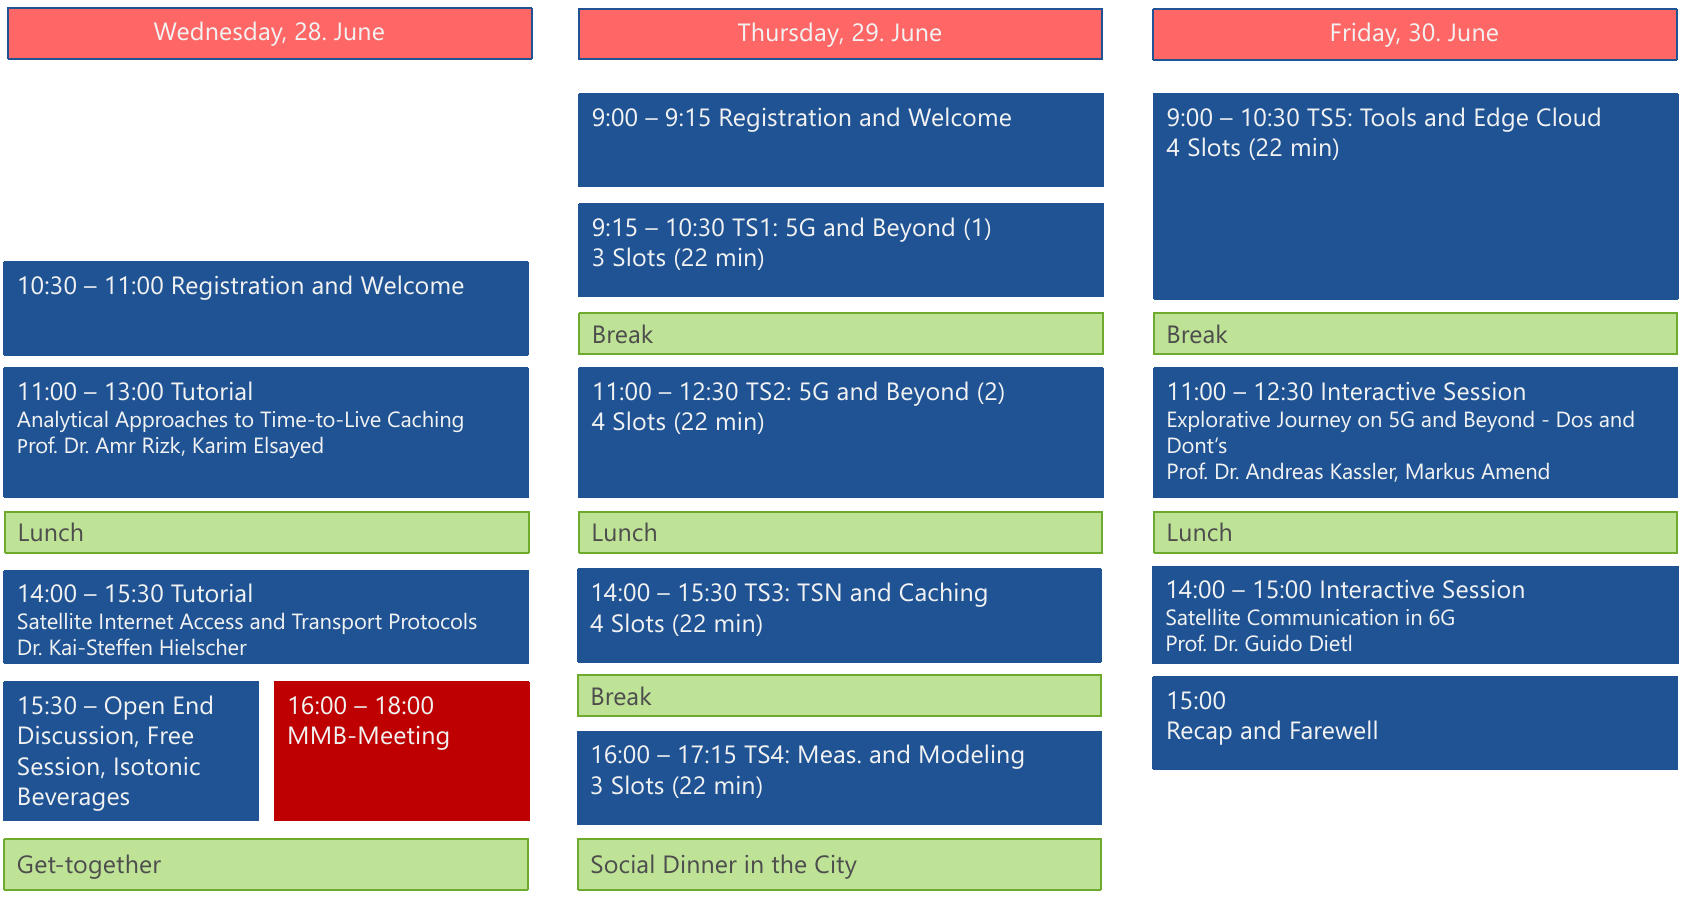 Wednesday, 28. June
10:30 – 11:00 Registration and Welcome
11:00 – 13:00 Tutorial
Analytical Approaches to Time-to-Live Caching
Prof. Dr. Amr Rizk, Karim Elsayed
Lunch
14:00 – 15:30 Tutorial
Satellite Internet Access and Transport Protocols
Dr. Kai-Steffen Hielscher
15:30 – Open End
Discussion, Free
Session, Isotonic
Beverages
16:00 – 18:00
MMB-Meeting
Get-together
Thursday, 29. June
9:00 – 9:15 Registration and Welcome
9:15 – 10:30 TS1: 5G and Beyond (1)
3 Slots (22 min)
Break
11:00 – 12:30 TS2: 5G and Beyond (2)
4 Slots (22 min)
Lunch
14:00 – 15:30 TS3: TSN and Caching
4 Slots (22 min)
Break
16:00 – 17:15 TS4: Meas. and Modeling
3 Slots (22 min)
Social Dinner in the City
Friday, 30. June
9:00 – 10:30 TS5: Tools and Edge Cloud
4 Slots (22 min)
Break
11:00 – 12:30 Interactive Session
Explorative Journey on 5G and Beyond - Dos and
Dont‘s
Prof. Dr. Andreas Kassler, Markus Amend
Lunch
14:00 – 15:00 Interactive Session
Satellite Communication in 6G
Prof. Dr. Guido Dietl
15:00
Recap and Farewell